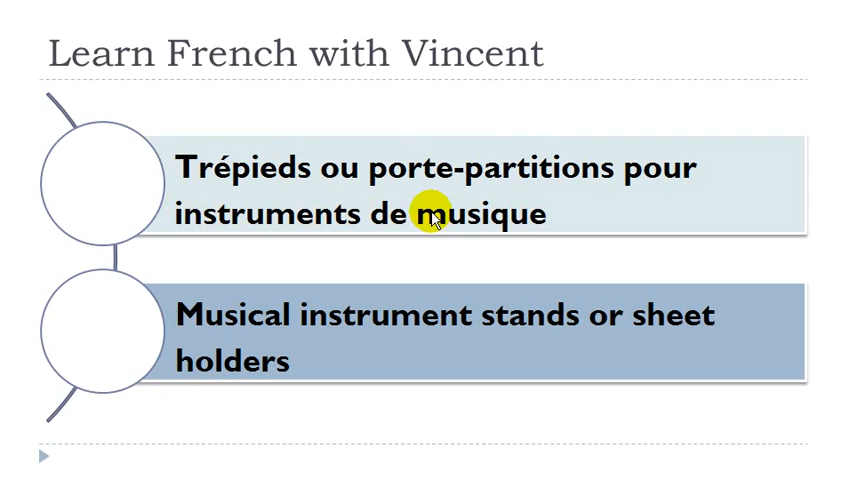 Learn French with Vincent
Trépieds ou porte-partitions pour
instruments de musique
Musical instrument stands or sheet
holders